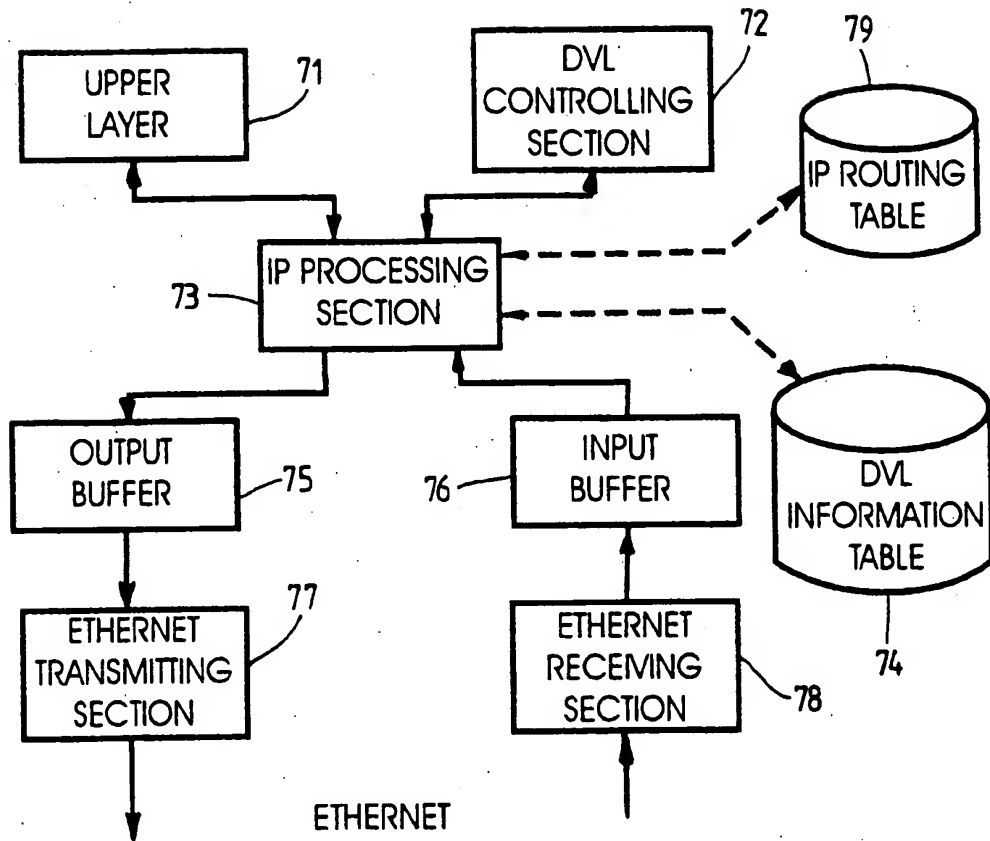 UPPER
LAYER
71
DVL
CONTROLLING
SECTION
72
79
IP ROUTING
TABLE
IP PROCESSING
SECTION
73
OUTPUT
BUFFER
75
INPUT
BUFFER
76
DVL
INFORMATION
TABLE
74
ETHERNET
TRANSMITTING
SECTION
77
ETHERNET
RECEIVING
SECTION
78
ETHERNET